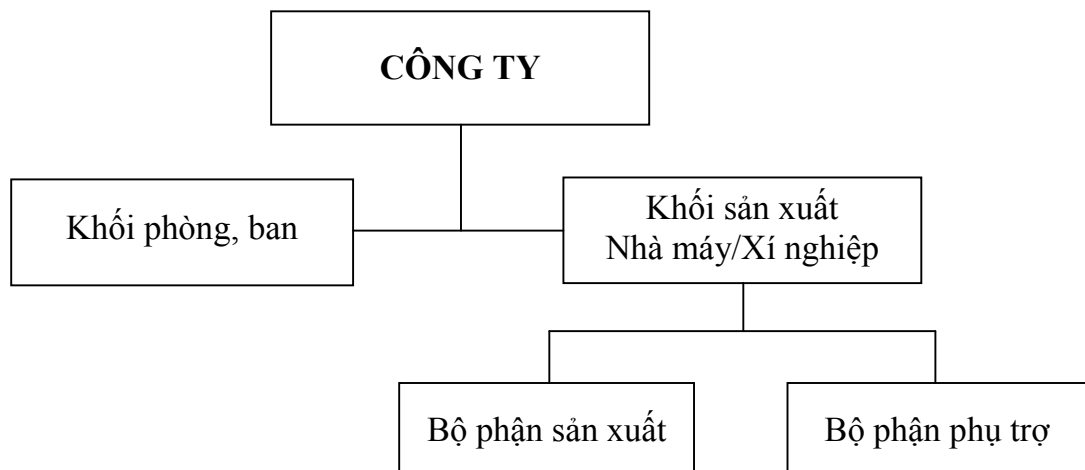 CÔNG TY
Khối phòng, ban
Khối sản xuất
Nhà máy/Xí nghiệp
Bộ phận sản xuất
Bộ phận phụ trợ